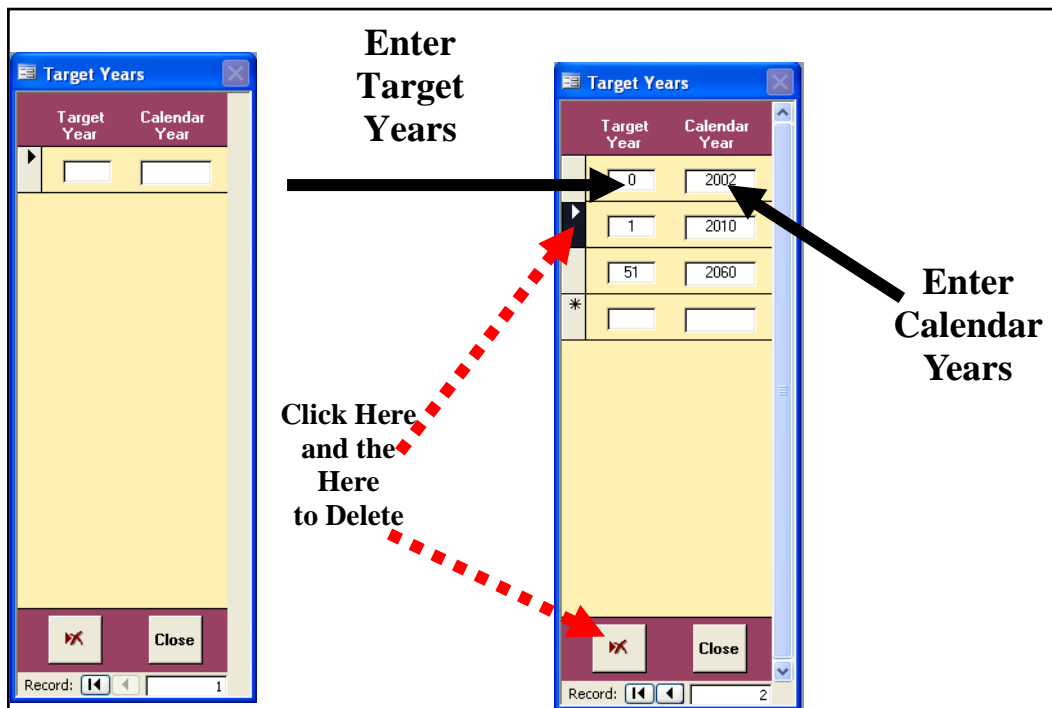 Enter
Target
Years
Target Years
Target Year
Calendar Year
Close
Record: 1
Target Years
Target Year
Calendar Year
0 2002
1 2010
51 2060
*
Close
Record: 2
Enter
Calendar
Years
Click Here
and the
Here
to Delete